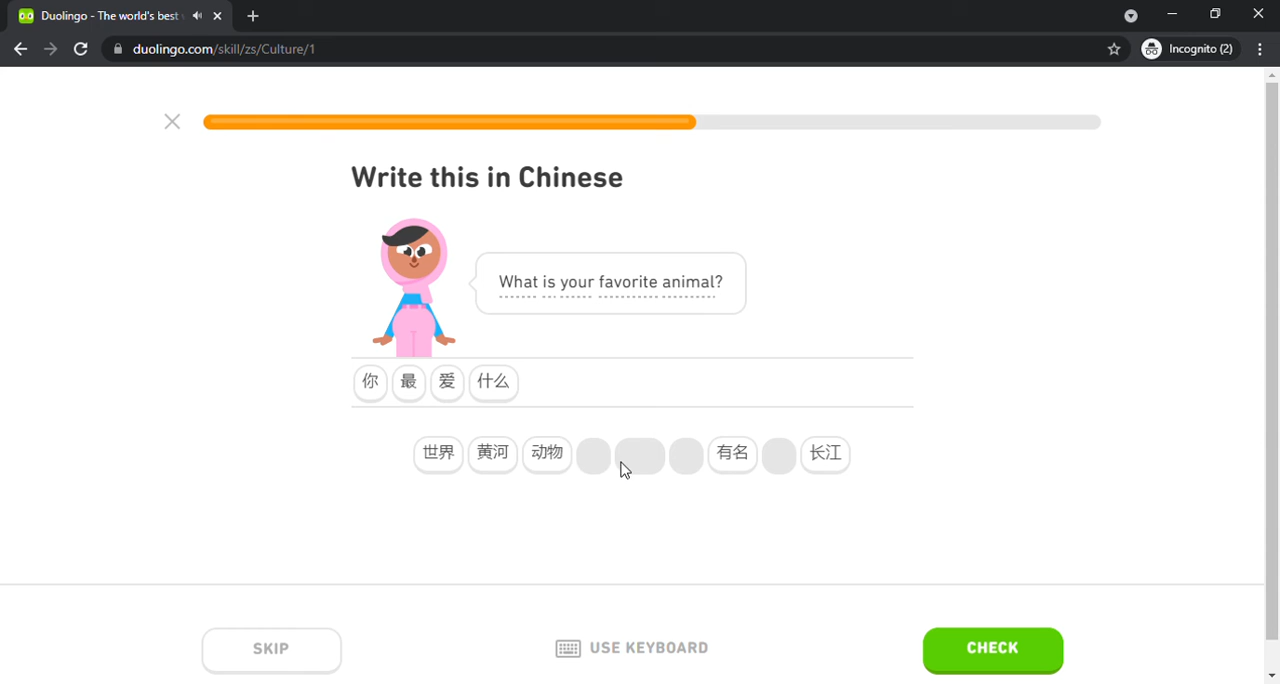 Duolingo - The world's best
duolingo.com/skill/zs/Culture/1
Incognito (2)
Write this in Chinese
What is your favorite animal?
你 最 爱 什么
世界 黄河 动物 有名 长江
SKIP
USE KEYBOARD
CHECK